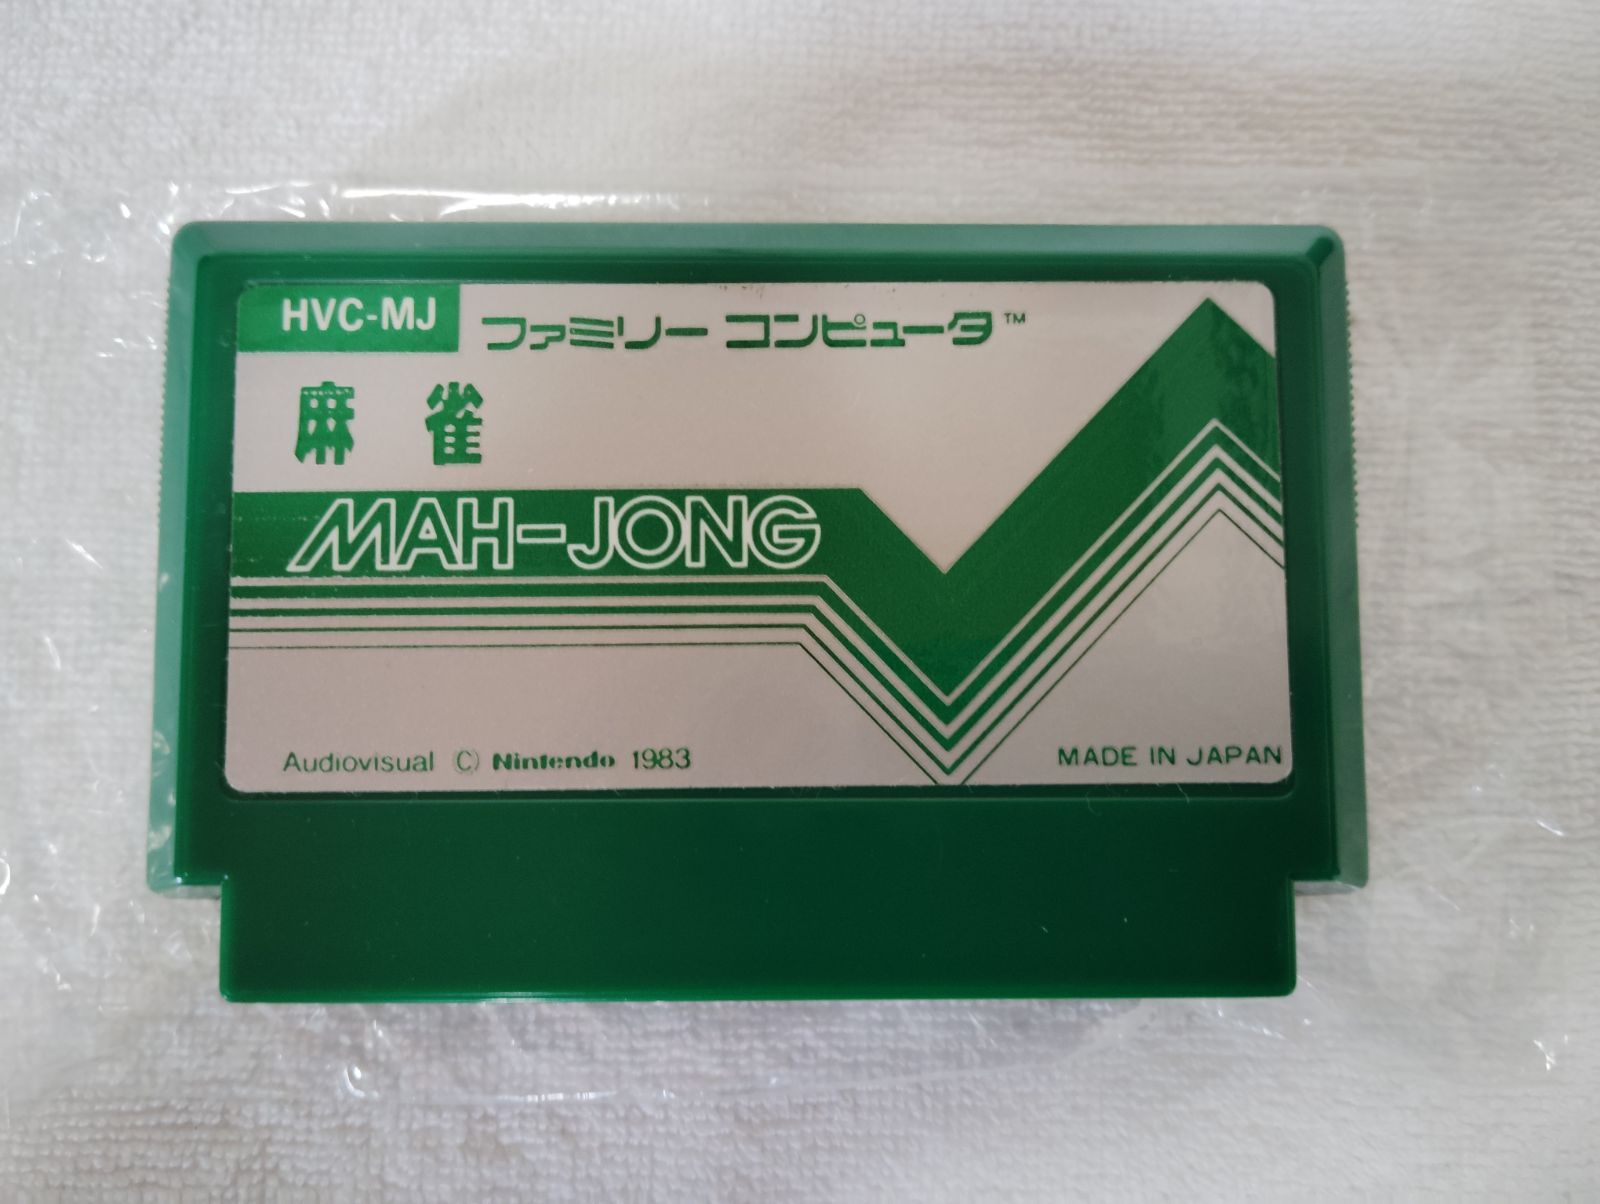 HVC-MJ
ファミリー コンピュータ™
麻 雀
MAH-JONG
Audiovisual © Nintendo 1983
MADE IN JAPAN